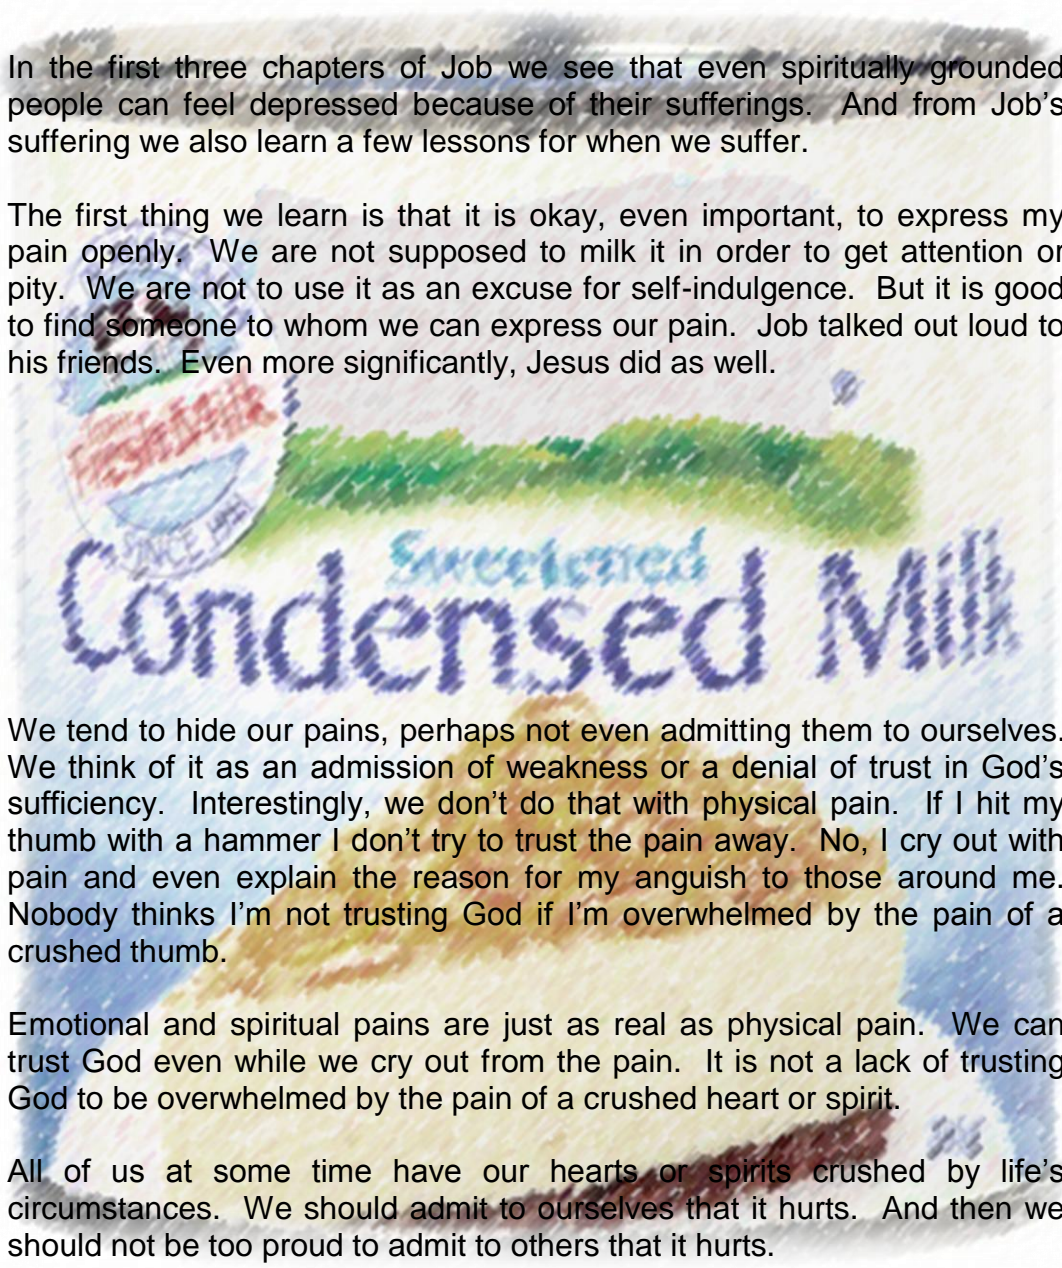 In the first three chapters of Job we see that even spiritually grounded
people can feel depressed because of their sufferings. And from Job's
suffering we also learn a few lessons for when we suffer.
The first thing we learn is that it is okay, even important, to express my
pain openly. We are not supposed to milk it in order to get attention or
pity. We are not to use it as an excuse for self-indulgence. But it is good
to find someone to whom we can express our pain. Job talked out loud to
his friends. Even more significantly, Jesus did as well.
SINCE
Sweetened
Condensed Milk
We tend to hide our pains, perhaps not even admitting them to ourselves.
We think of it as an admission of weakness or a denial of trust in God's
sufficiency. Interestingly, we don't do that with physical pain. If I hit my
thumb with a hammer I don't try to trust the pain away. No, I cry out with
pain and even explain the reason for my anguish to those around me.
Nobody thinks I'm not trusting God if I'm overwhelmed by the pain of a
crushed thumb.
Emotional and spiritual pains are just as real as physical pain. We can
trust God even while we cry out from the pain. It is not a lack of trusting
God to be overwhelmed by the pain of a crushed heart or spirit.
All of us at some time have our hearts or spirits crushed by life's
circumstances. We should admit to ourselves that it hurts. And then we
should not be too proud to admit to others that it hurts.